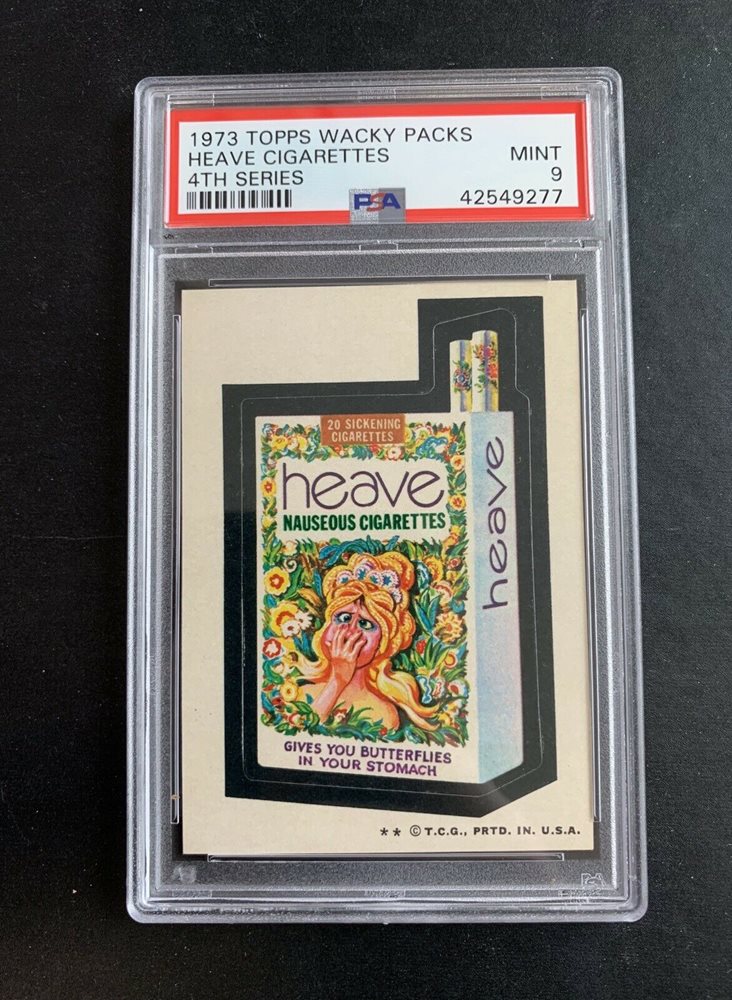 1973 TOPPS WACKY PACKS
HEAVE CIGARETTES MINT
4TH SERIES 9
PSA 42549277
20 SICKENING
CIGARETTES
heave
NAUSEOUS CIGARETTES
heave
GIVES YOU BUTTERFLIES
IN YOUR STOMACH
** © T.C.G., PRTD. IN U.S.A.